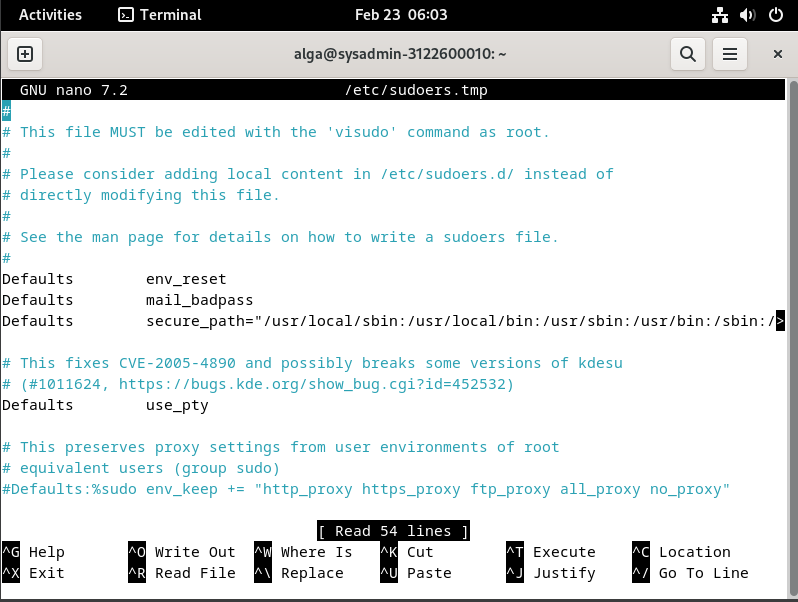 Activities Terminal Feb 23 06:03
alga@sysadmin-3122600010: ~
GNU nano 7.2 /etc/sudoers.tmp
#
# This file MUST be edited with the 'visudo' command as root.
#
# Please consider adding local content in /etc/sudoers.d/ instead of
# directly modifying this file.
#
# See the man page for details on how to write a sudoers file.
#
Defaults        env_reset
Defaults        mail_badpass
Defaults        secure_path="/usr/local/sbin:/usr/local/bin:/usr/sbin:/usr/bin:/sbin:/>

# This fixes CVE-2005-4890 and possibly breaks some versions of kdesu
# (#1011624, https://bugs.kde.org/show_bug.cgi?id=452532)
Defaults        use_pty

# This preserves proxy settings from user environments of root
# equivalent users (group sudo)
#Defaults:%sudo env_keep += "http_proxy https_proxy ftp_proxy all_proxy no_proxy"

[ Read 54 lines ]
^G Help ^O Write Out ^W Where Is ^K Cut ^T Execute ^C Location
^X Exit ^R Read File ^\ Replace ^U Paste ^J Justify ^/ Go To Line